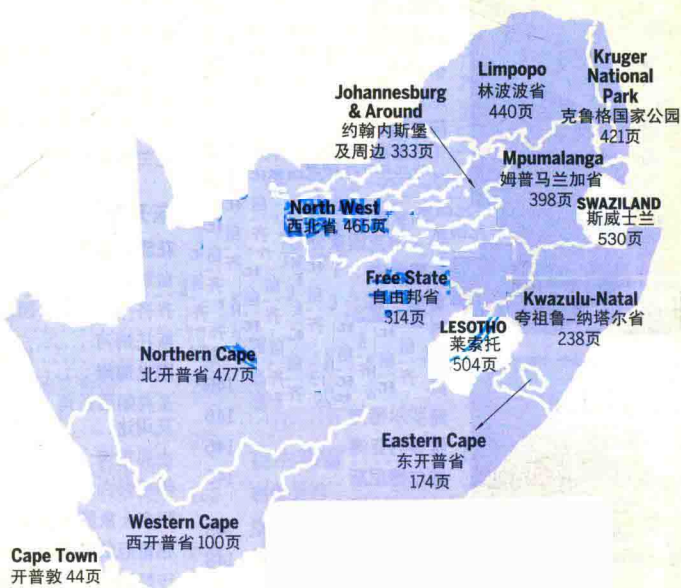 Limpopo
林波波省
440页
Kruger
National
Park
克鲁格国家公园
421页
Johannesburg
& Around
约翰内斯堡
及周边 333页
Mpumalanga
姆普马兰加省
398页
SWAZILAND
斯威士兰
530页
North West
西北省 465页
Free State
自由邦省
314页
Kwazulu-Natal
夸祖鲁–纳塔尔省
238页
LESOTHO
莱索托
504页
Northern Cape
北开普省 477页
Eastern Cape
东开普省
174页
Western Cape
西开普省 100页
Cape Town
开普敦 44页